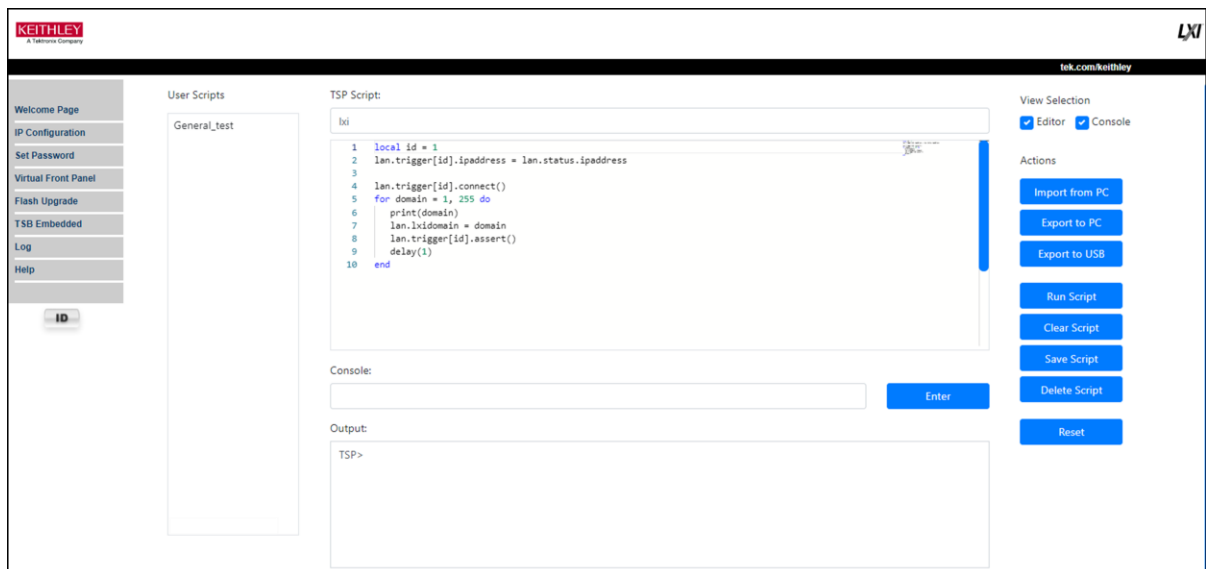 KEITHLEY
A Tektronix Company
LXI
tek.com/keithley
Welcome Page
IP Configuration
Set Password
Virtual Front Panel
Flash Upgrade
TSB Embedded
Log
Help
ID
User Scripts
General_test
TSP Script:
lxi
1 local id = 1
2 lan.trigger[id].ipaddress = lan.status.ipaddress
3
4 lan.trigger[id].connect()
5 for domain = 1, 255 do
6 print(domain)
7 lan.lxidomain = domain
8 lan.trigger[id].assert()
9 delay(1)
10 end
Console:
Enter
Output:
TSP>
View Selection
Editor Console
Actions
Import from PC
Export to PC
Export to USB
Run Script
Clear Script
Save Script
Delete Script
Reset